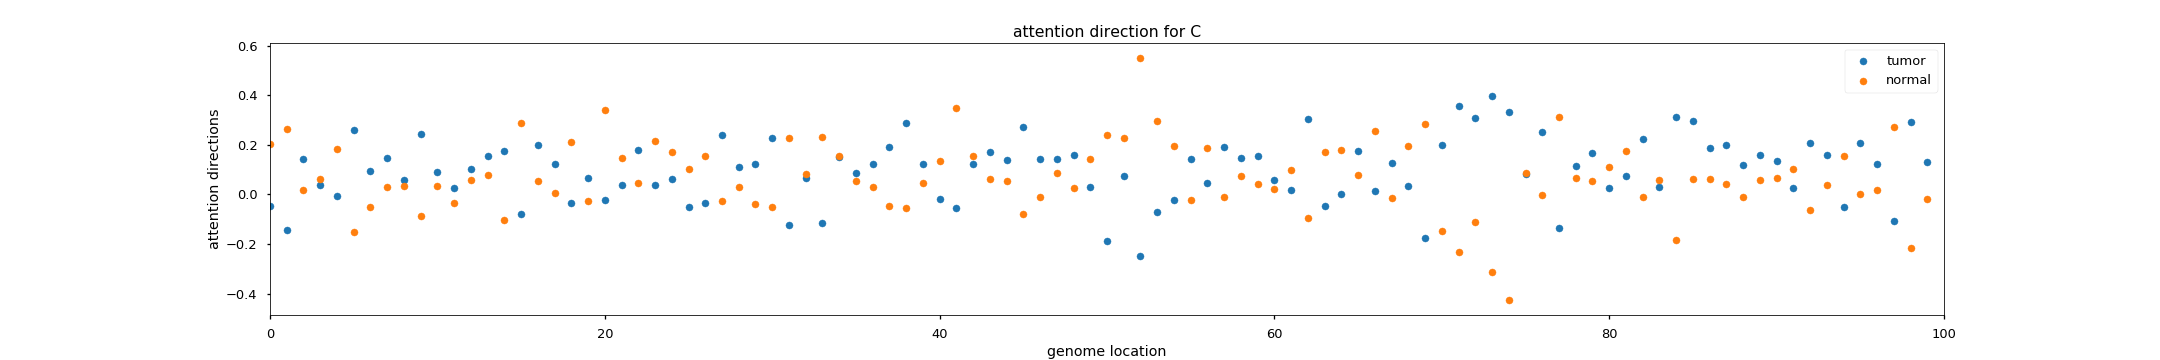 attention direction for C
attention directions
0.6
0.4
0.2
0.0
−0.2
−0.4
tumor
normal
0 20 40 60 80 100
genome location